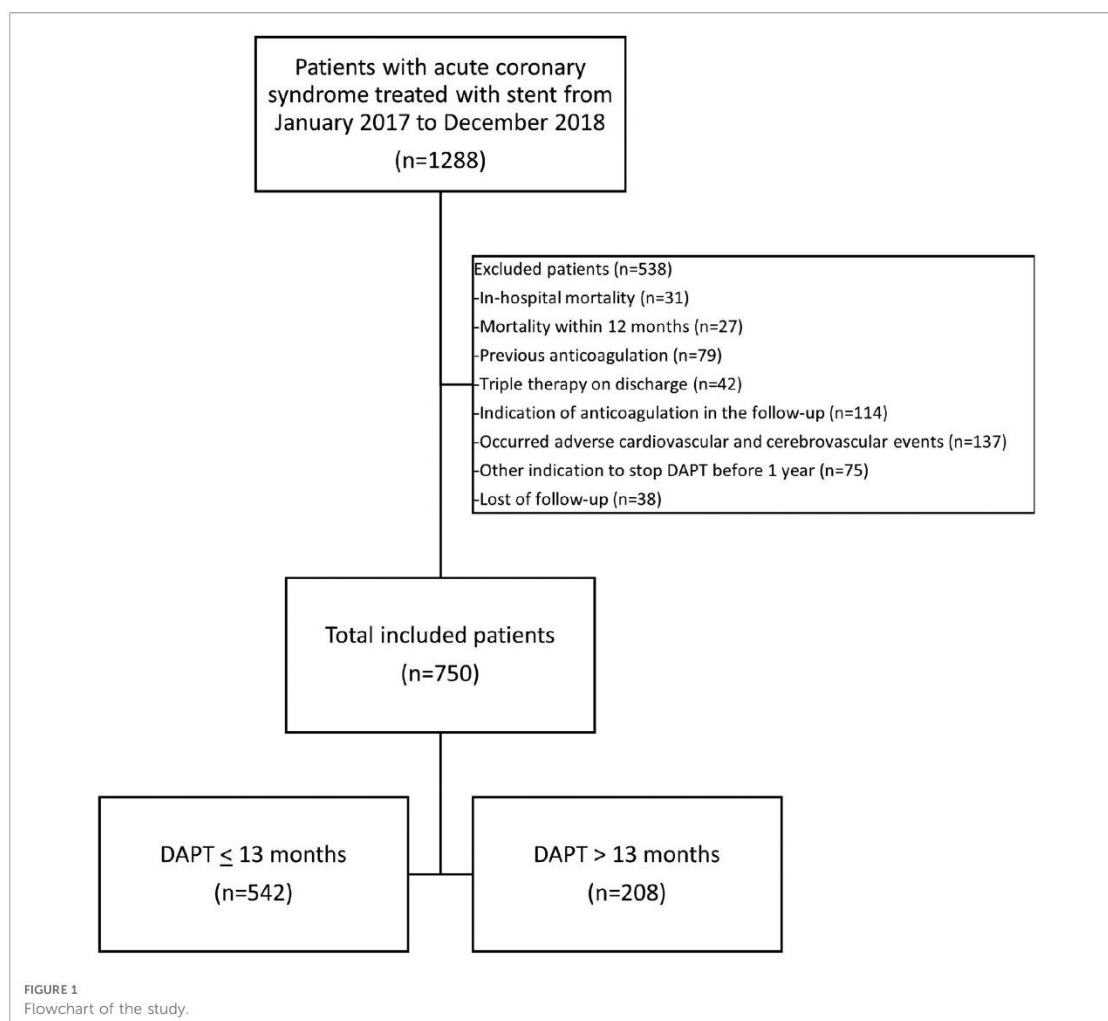 Patients with acute coronary
syndrome treated with stent from
January 2017 to December 2018
(n=1288)
Excluded patients (n=538)
-In-hospital mortality (n=31)
-Mortality within 12 months (n=27)
-Previous anticoagulation (n=79)
-Triple therapy on discharge (n=42)
-Indication of anticoagulation in the follow-up (n=114)
-Occurred adverse cardiovascular and cerebrovascular events (n=137)
-Other indication to stop DAPT before 1 year (n=75)
-Lost of follow-up (n=38)
Total included patients
(n=750)
DAPT ≤ 13 months
(n=542)
DAPT > 13 months
(n=208)
FIGURE 1
Flowchart of the study.